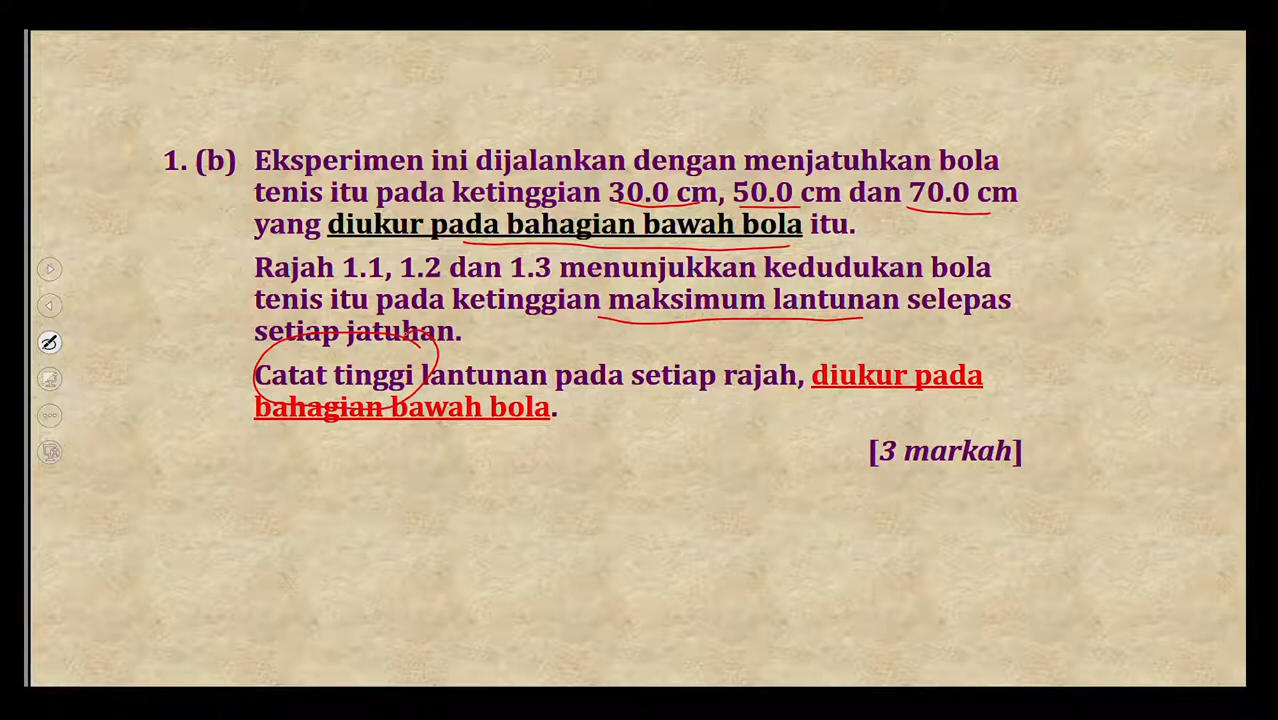 1. (b) Eksperimen ini dijalankan dengan menjatuhkan bola
tenis itu pada ketinggian 30.0 cm, 50.0 cm dan 70.0 cm
yang diukur pada bahagian bawah bola itu.
Rajah 1.1, 1.2 dan 1.3 menunjukkan kedudukan bola
tenis itu pada ketinggian maksimum lantunan selepas
setiap jatuhan.
Catat tinggi lantunan pada setiap rajah, diukur pada
bahagian bawah bola.
[3 markah]